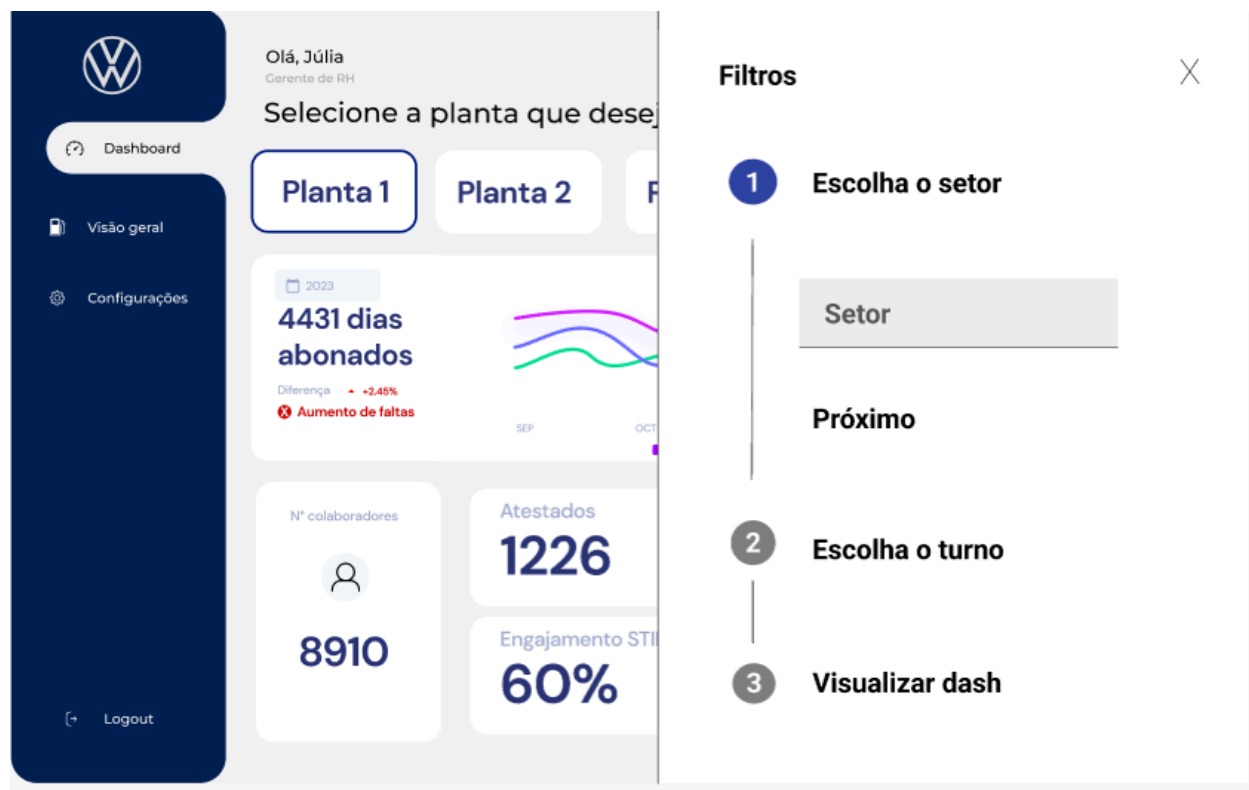 Olá, Júlia
Gerente de RH
Selecione a planta que desej
Dashboard
Visão geral
Configurações
Logout
Planta 1
Planta 2
2023
4431 dias
abonados
Diferença +2.45%
X Aumento de faltas
SEP
OCT
N° colaboradores
8910
Atestados
1226
Engajamento STI
60%
Filtros
X
1 Escolha o setor
Setor
Próximo
2 Escolha o turno
3 Visualizar dash